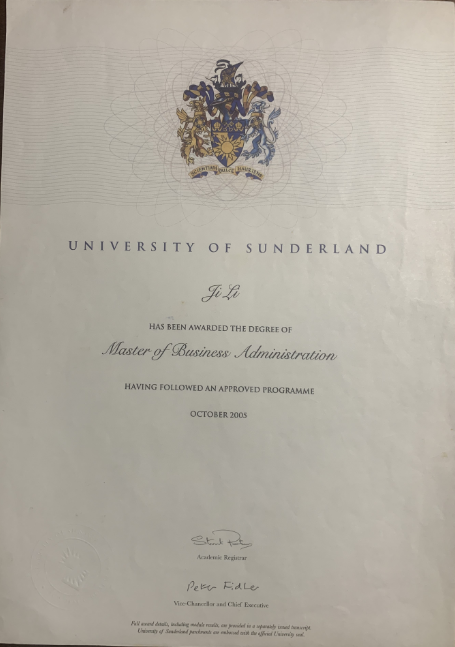 UNIVERSITY OF SUNDERLAND
Ji Li
HAS BEEN AWARDED THE DEGREE OF
Master of Business Administration
HAVING FOLLOWED AN APPROVED PROGRAMME
OCTOBER 2005
Academic Registrar
Peter Fidler
Vice-Chancellor and Chief Executive
Full award details, including module results, are provided in a separately issued transcript.
University of Sunderland parchments are endorsed with the official University seal.